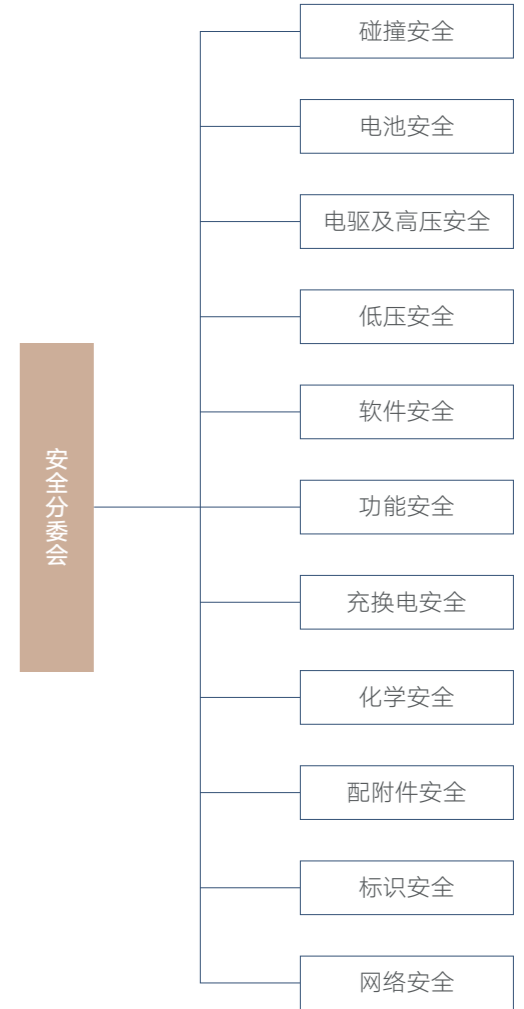 碰撞安全
电池安全
电驱及高压安全
低压安全
软件安全
安全分委会
功能安全
充换电安全
化学安全
配附件安全
标识安全
网络安全